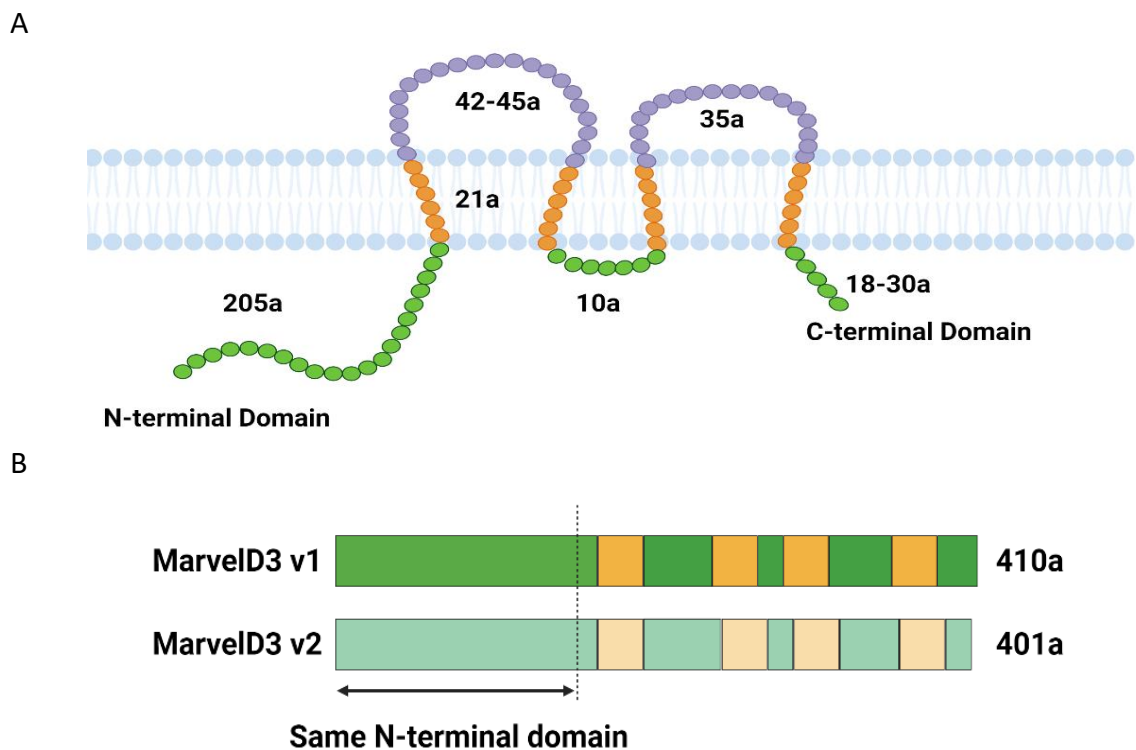 A
42-45a
35a
21a
205a
10a
18-30a
C-terminal Domain
N-terminal Domain
B
MarvelD3 v1
410a
MarvelD3 v2
401a
Same N-terminal domain